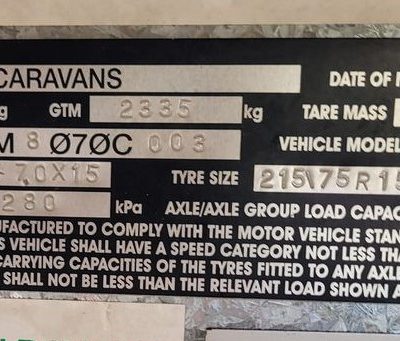 CARAVANS DATE OF
g GTM 2335 kg TARE MASS
M 8 Ø7ØC 003 VEHICLE MODEL
7.0X15 TYRE SIZE 215\75R15
280 kPa AXLE/AXLE GROUP LOAD CAPAC
UFACTURED TO COMPLY WITH THE MOTOR VEHICLE STAN
S VEHICLE SHALL HAVE A SPEED CATEGORY NOT LESS THA
CARRYING CAPACITIES OF THE TYRES FITTED TO ANY AXLE
SHALL NOT BE LESS THAN THE RELEVANT LOAD SHOWN A